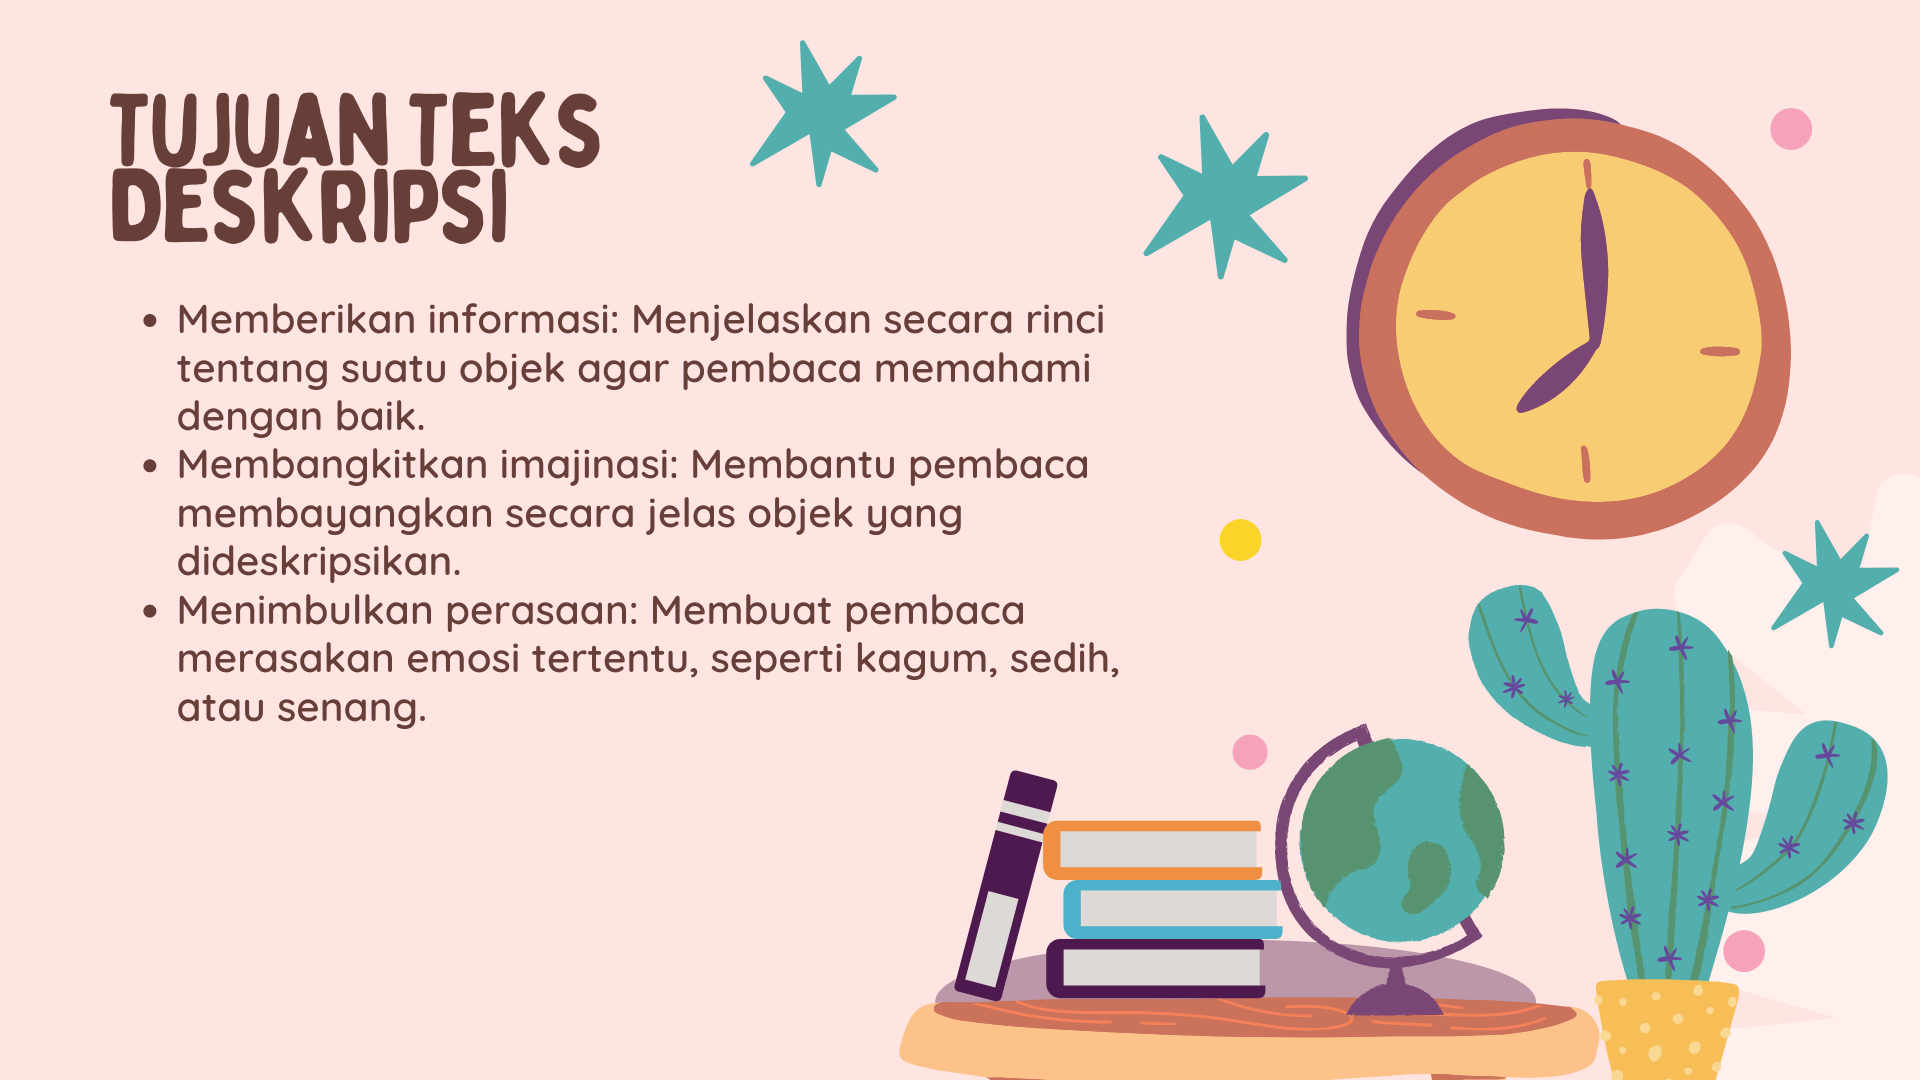 TUJUAN TEKS
DESKRIPSI
• Memberikan informasi: Menjelaskan secara rinci
tentang suatu objek agar pembaca memahami
dengan baik.
• Membangkitkan imajinasi: Membantu pembaca
membayangkan secara jelas objek yang
dideskripsikan.
• Menimbulkan perasaan: Membuat pembaca
merasakan emosi tertentu, seperti kagum, sedih,
atau senang.